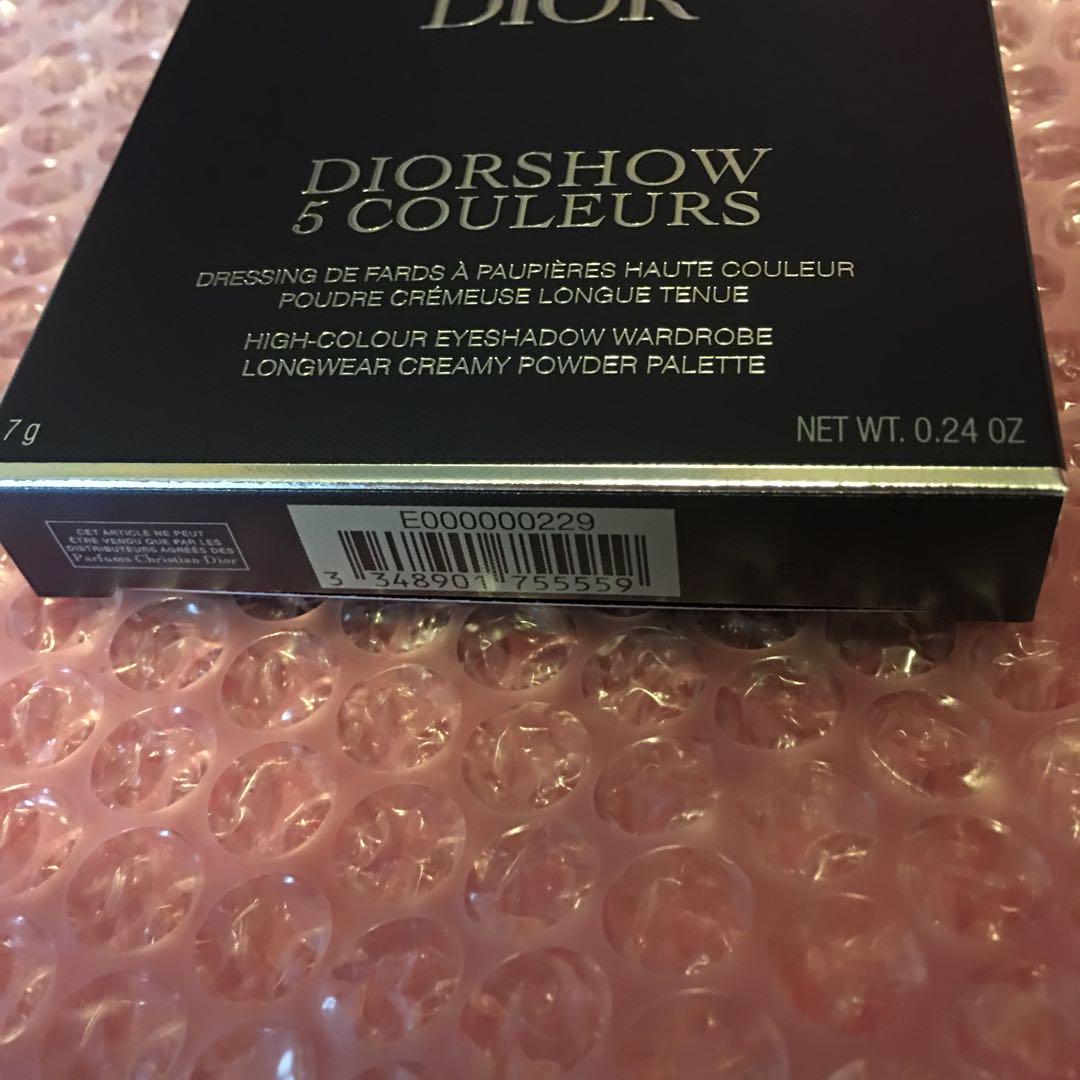 DIOR
DIORSHOW
5 COULEURS
DRESSING DE FARDS À PAUPIÈRES HAUTE COULEUR
POUDRE CRÉMEUSE LONGUE TENUE
HIGH-COLOUR EYESHADOW WARDROBE
LONGWEAR CREAMY POWDER PALETTE
7 g
NET WT. 0.24 OZ
CET ARTICLE NE PEUT
ÊTRE VENDU QUE PAR LES
DISTRIBUTEURS AGRÉÉS DES
Parfums Christian Dior
E000000229
3 348901 755559